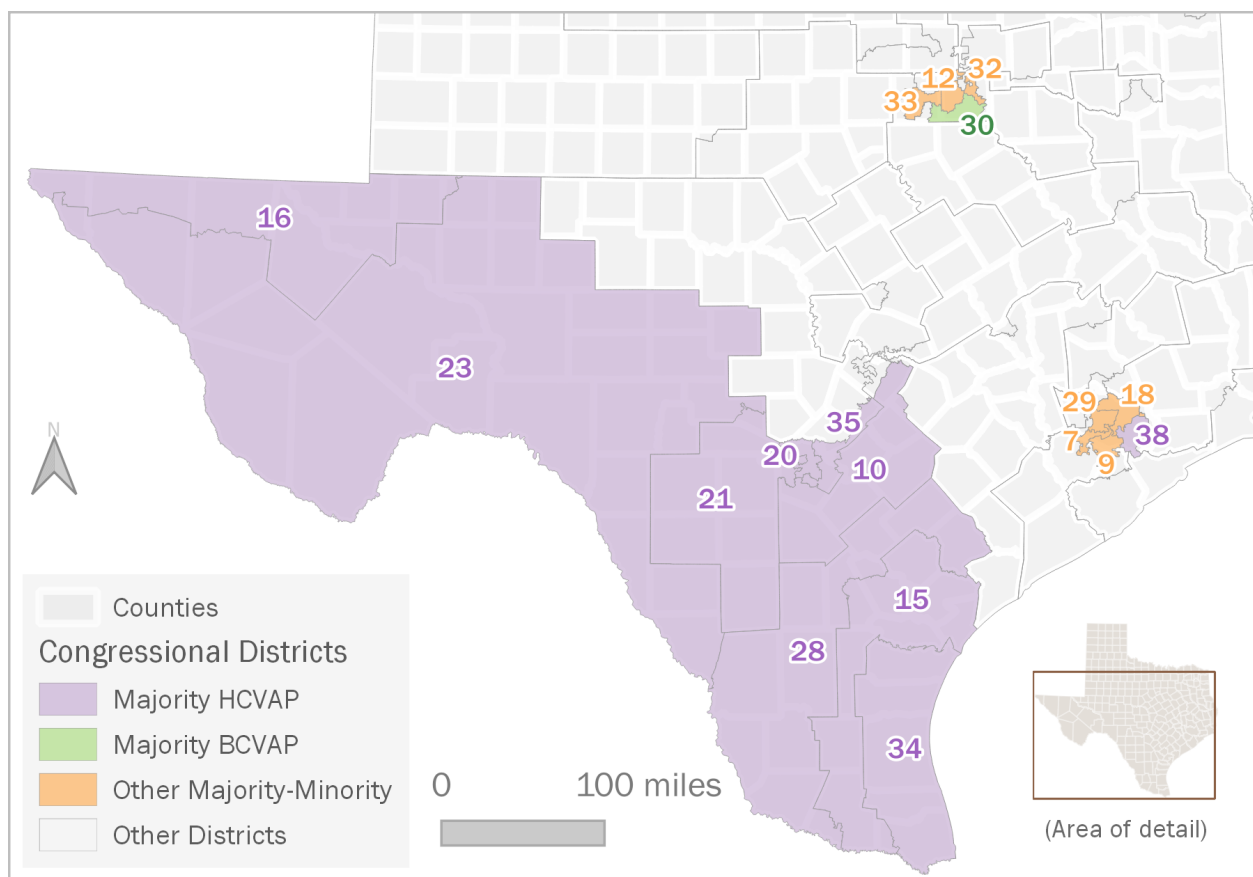 32
12
33
30
16
23
29
18
35
7
38
20
9
10
21
N
15
28
34
Counties
Congressional Districts
Majority HCVAP
Majority BCVAP
Other Majority-Minority
Other Districts
0 100 miles
(Area of detail)